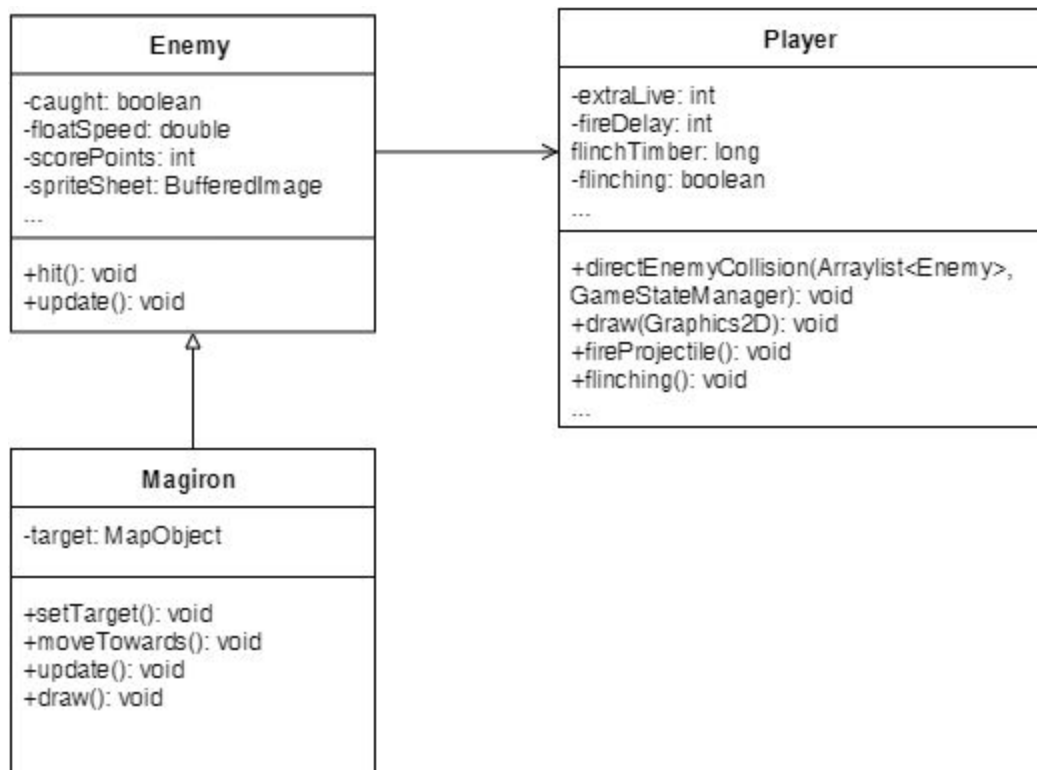 Enemy
-caught: boolean
-floatSpeed: double
-scorePoints: int
-spriteSheet: BufferedImage
...
+hit(): void
+update(): void
Player
-extraLive: int
-fireDelay: int
flinchTimber: long
-flinching: boolean
...
+directEnemyCollision(Arraylist<Enemy>,
GameStateManager): void
+draw(Graphics2D): void
+fireProjectile(): void
+flinching(): void
...
Magiron
-target: MapObject
+setTarget(): void
+moveTowards(): void
+update(): void
+draw(): void